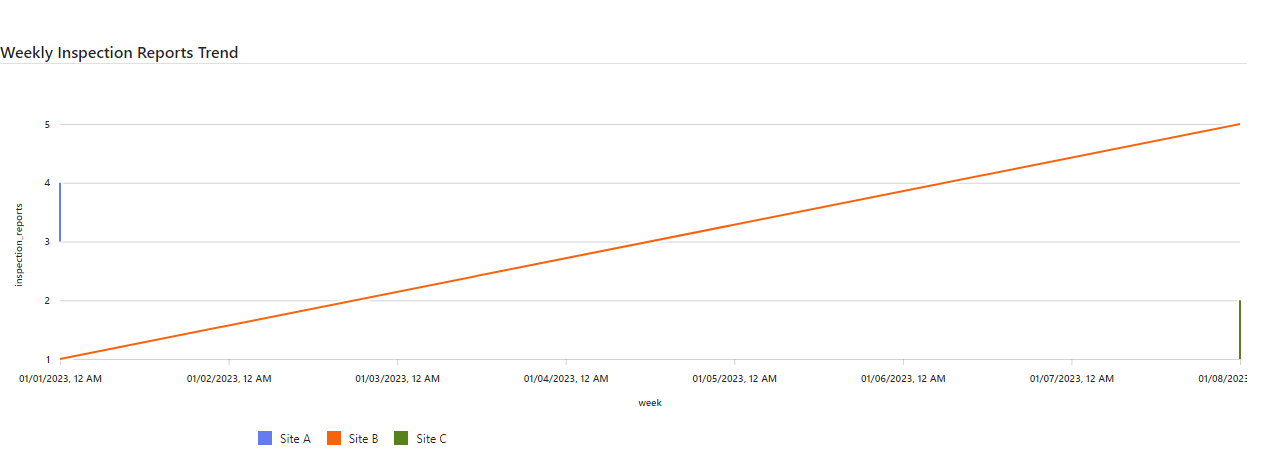 Weekly Inspection Reports Trend
5
4
3
2
1
inspection_reports
01/01/2023, 12 AM 01/02/2023, 12 AM 01/03/2023, 12 AM 01/04/2023, 12 AM 01/05/2023, 12 AM 01/06/2023, 12 AM 01/07/2023, 12 AM 01/08/2023
week
Site A Site B Site C